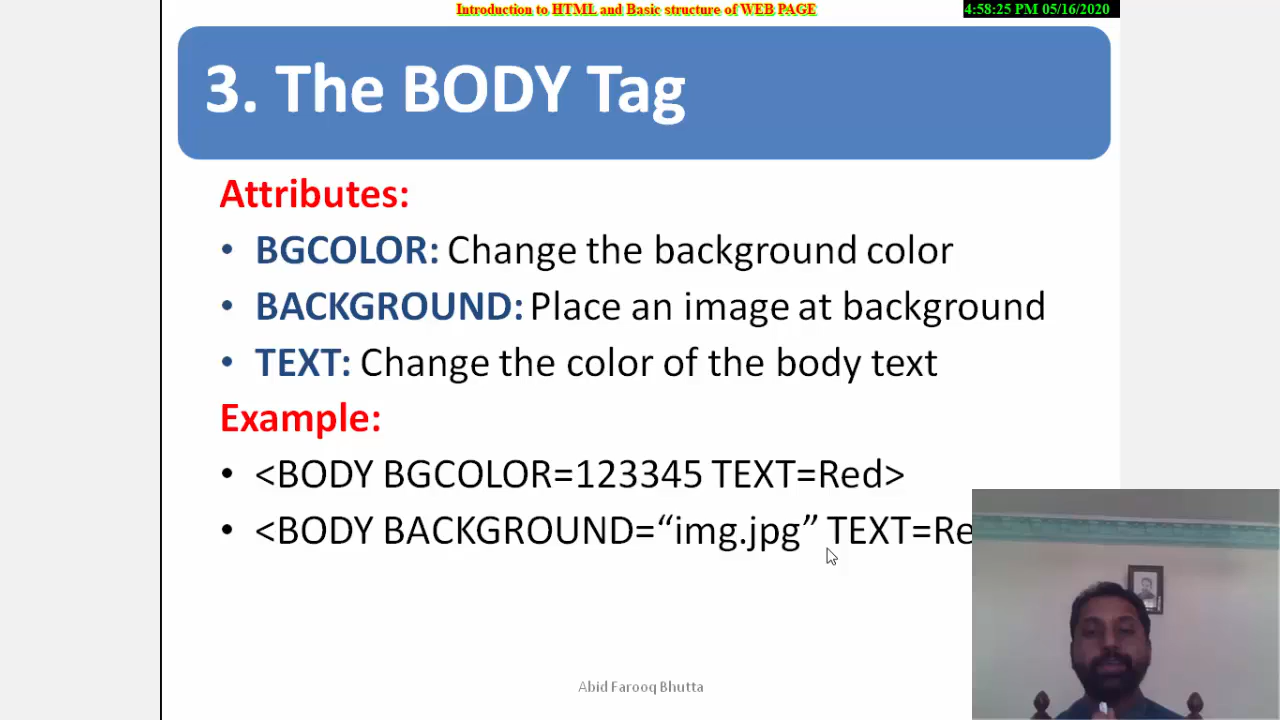 Introduction to HTML and Basic structure of WEB PAGE
4:58:25 PM 05/16/2020
3. The BODY Tag
Attributes:
• BGCOLOR: Change the background color
• BACKGROUND: Place an image at background
• TEXT: Change the color of the body text
Example:
• <BODY BGCOLOR=123345 TEXT=Red>
• <BODY BACKGROUND=“img.jpg” TEXT=Re
Abid Farooq Bhutta